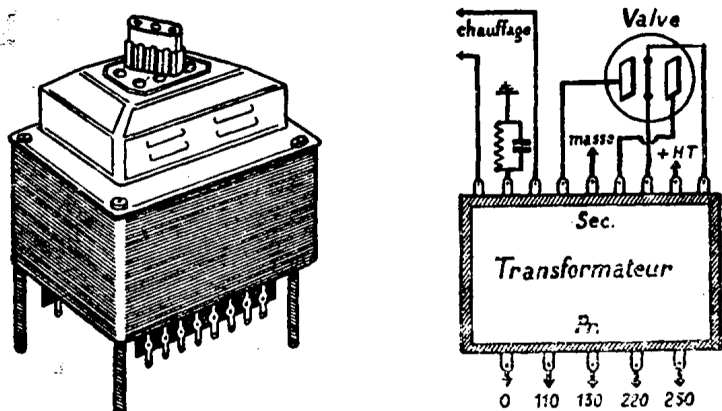 Valve
chauffage
masse
+ HT
Sec.
Transformateur
Pr.
0 110 130 220 250